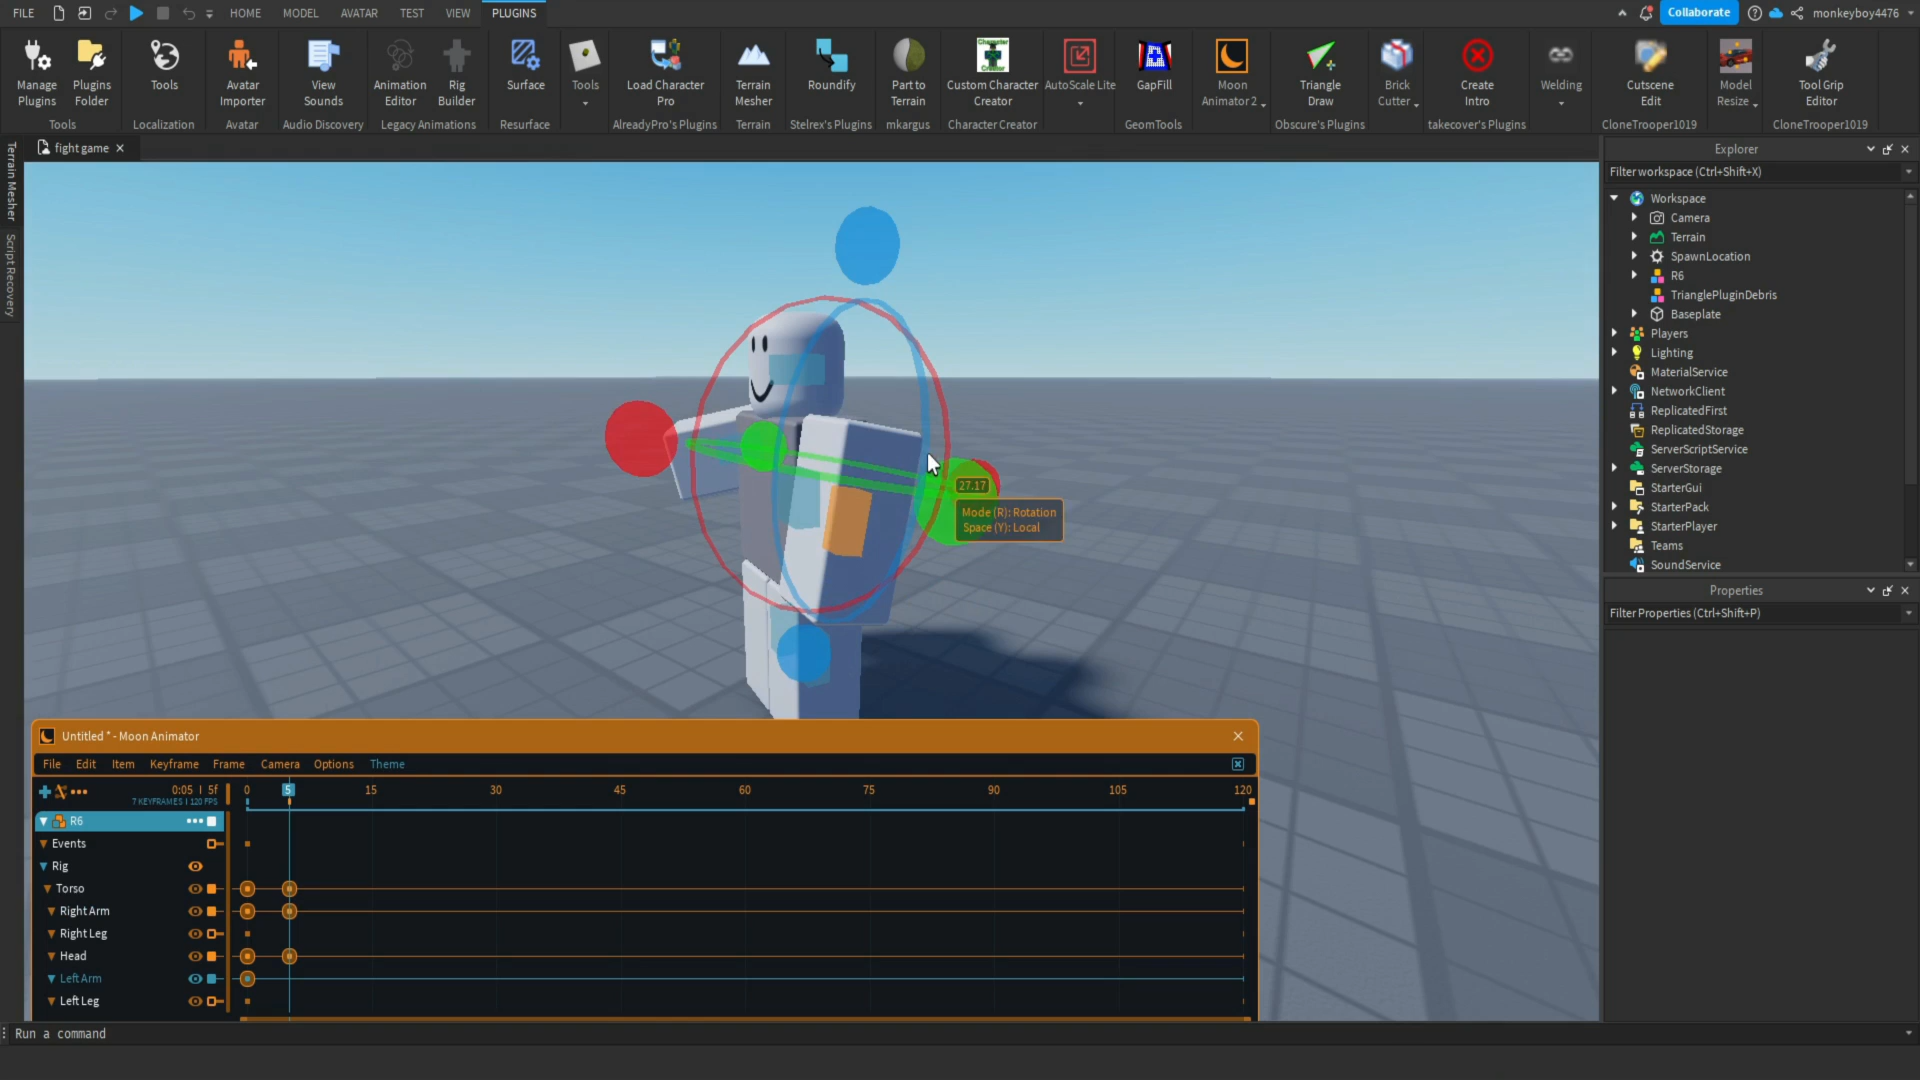 FILE HOME MODEL AVATAR TEST VIEW PLUGINS Collaborate monkeyboy4476
Manage Plugins
Plugins Folder
Tools
Tools
Localization
Avatar Importer
Avatar
View Sounds
Audio Discovery
Animation Editor
Rig Builder
Legacy Animations
Surface
Resurface
Tools
Load Character Pro
AlreadyPro's Plugins
Terrain Mesher
Terrain
Roundify
Stelrex's Plugins
Part to Terrain
mkargus
Character Creator
Custom Character Creator
Character Creator
AutoScale Lite
GapFill
GeomTools
Moon Animator 2
Triangle Draw
Obscure's Plugins
Brick Cutter
Create Intro
takecover's Plugins
Welding
Cutscene Edit
CloneTrooper1019
Model Resize
Tool Grip Editor
CloneTrooper1019
Terrain Mesher
Script Recovery
fight game
27.17
Mode (R): Rotation
Space (Y): Local
Explorer
Filter workspace (Ctrl+Shift+X)
Workspace
Camera
Terrain
SpawnLocation
R6
TrianglePluginDebris
Baseplate
Players
Lighting
MaterialService
NetworkClient
ReplicatedFirst
ReplicatedStorage
ServerScriptService
ServerStorage
StarterGui
StarterPack
StarterPlayer
Teams
SoundService
Properties
Filter Properties (Ctrl+Shift+P)
Untitled * - Moon Animator
File Edit Item Keyframe Frame Camera Options Theme
0:05 | 5f
7 KEYFRAMES | 120 FPS
0 5 15 30 45 60 75 90 105 120
R6
Events
Rig
Torso
Right Arm
Right Leg
Head
Left Arm
Left Leg
Run a command